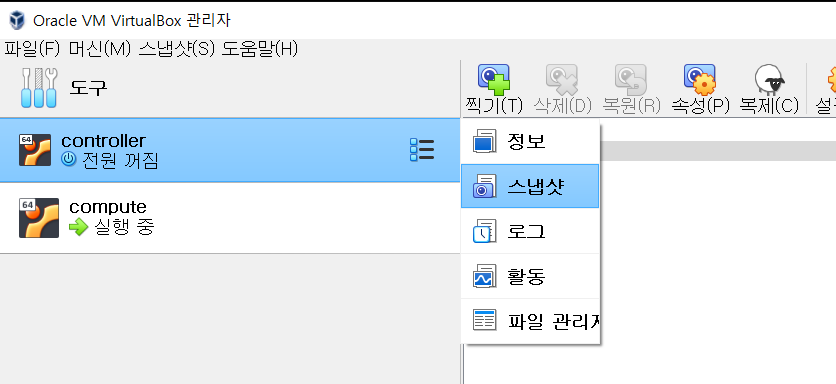 Oracle VM VirtualBox 관리자
파일(F) 머신(M) 스냅샷(S) 도움말(H)
도구
찍기(T) 삭제(D) 복원(R) 속성(P) 복제(C)
64
controller
전원 꺼짐
64
compute
실행 중
정보
스냅샷
로그
활동
파일 관리자